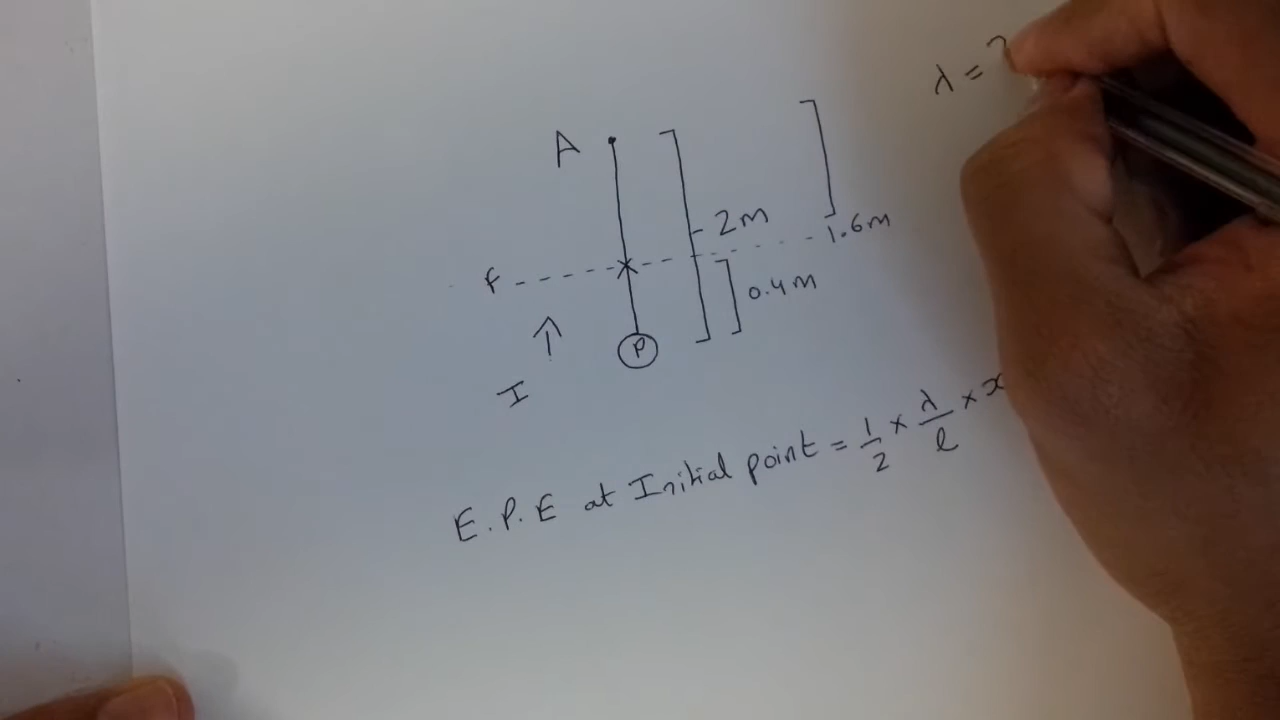 λ =
A
2m
1.6m
F
0.4m
P
I
E.P.E at Initial point = 1/2 × λ/l × x